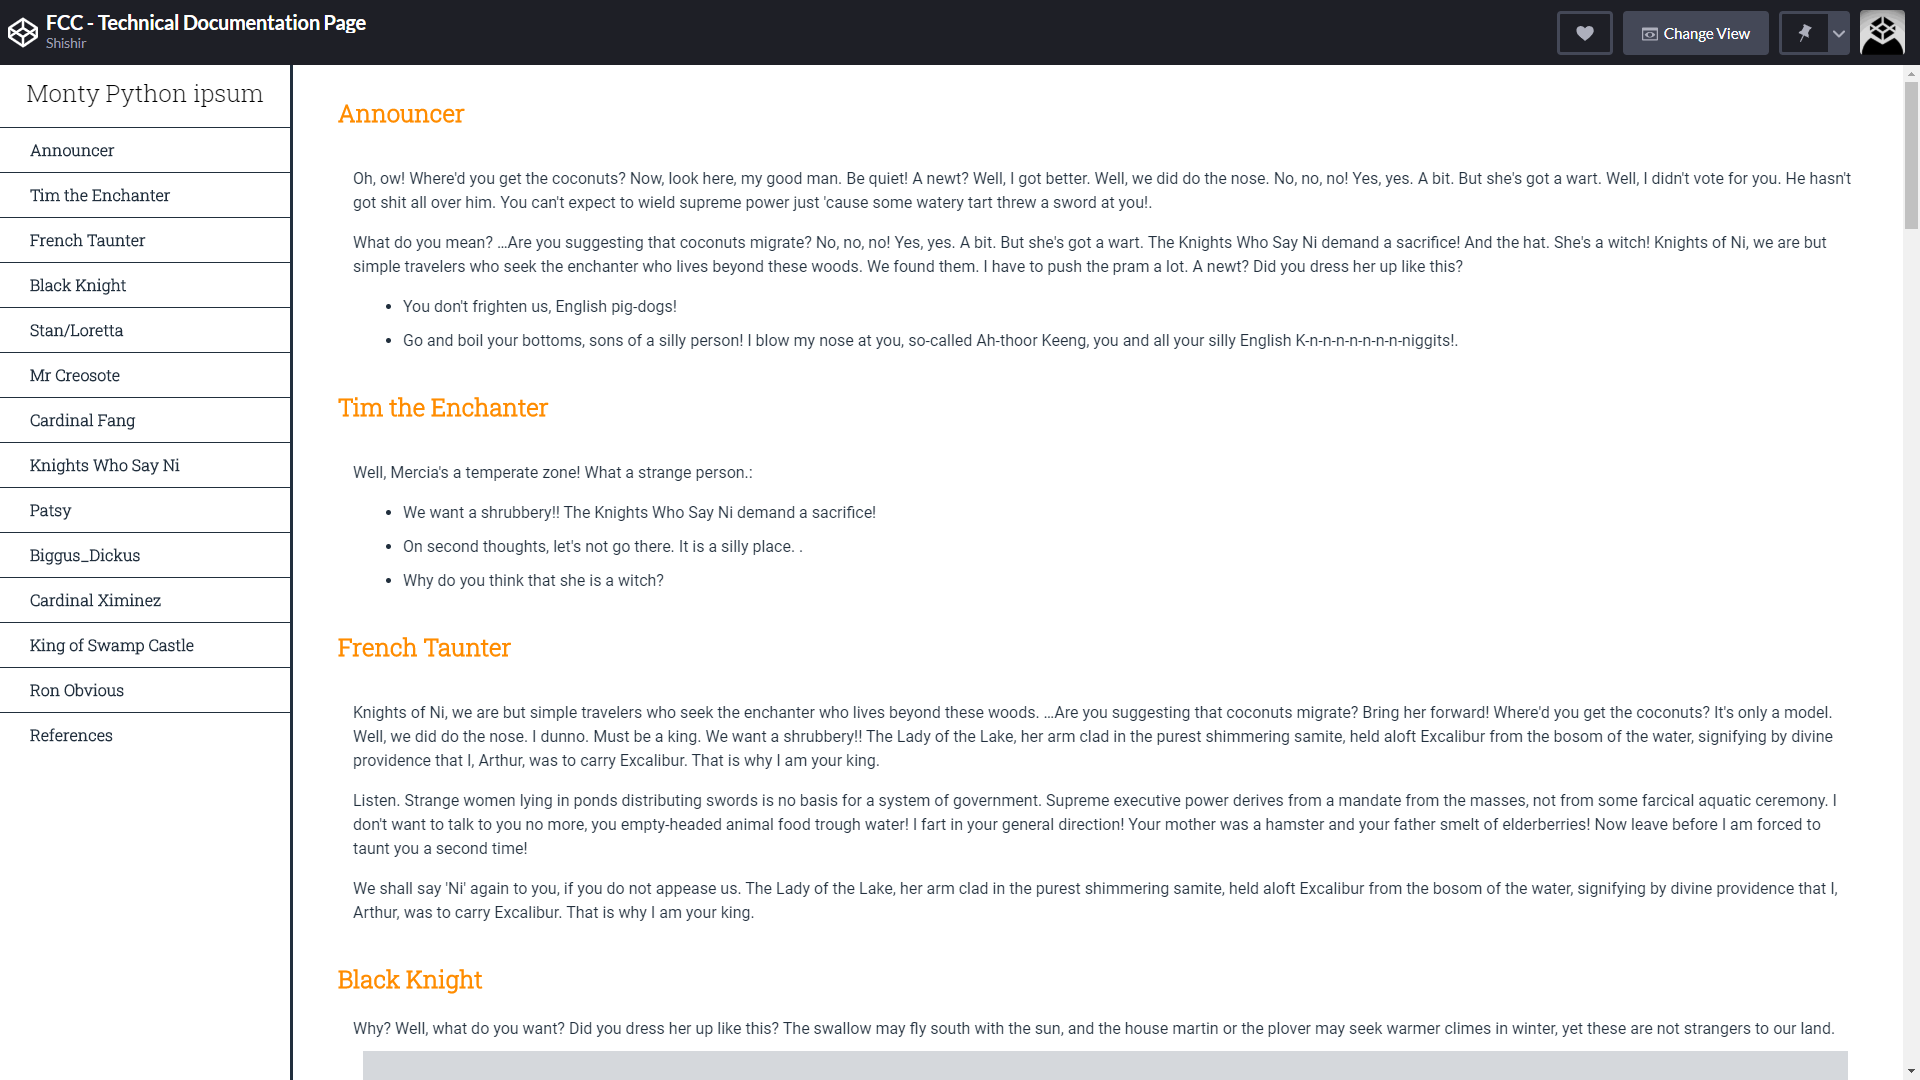 FCC - Technical Documentation Page
Shishir
Change View
Monty Python ipsum
Announcer
Tim the Enchanter
French Taunter
Black Knight
Stan/Loretta
Mr Creosote
Cardinal Fang
Knights Who Say Ni
Patsy
Biggus_Dickus
Cardinal Ximinez
King of Swamp Castle
Ron Obvious
References
Announcer
Oh, ow! Where'd you get the coconuts? Now, look here, my good man. Be quiet! A newt? Well, I got better. Well, we did do the nose. No, no, no! Yes, yes. A bit. But she's got a wart. Well, I didn't vote for you. He hasn't
got shit all over him. You can't expect to wield supreme power just 'cause some watery tart threw a sword at you!.
What do you mean? …Are you suggesting that coconuts migrate? No, no, no! Yes, yes. A bit. But she's got a wart. The Knights Who Say Ni demand a sacrifice! And the hat. She's a witch! Knights of Ni, we are but
simple travelers who seek the enchanter who lives beyond these woods. We found them. I have to push the pram a lot. A newt? Did you dress her up like this?
• You don't frighten us, English pig-dogs!
• Go and boil your bottoms, sons of a silly person! I blow my nose at you, so-called Ah-thoor Keeng, you and all your silly English K-n-n-n-n-n-n-n-niggits!.
Tim the Enchanter
Well, Mercia's a temperate zone! What a strange person.:
• We want a shrubbery!! The Knights Who Say Ni demand a sacrifice!
• On second thoughts, let's not go there. It is a silly place. .
• Why do you think that she is a witch?
French Taunter
Knights of Ni, we are but simple travelers who seek the enchanter who lives beyond these woods. …Are you suggesting that coconuts migrate? Bring her forward! Where'd you get the coconuts? It's only a model.
Well, we did do the nose. I dunno. Must be a king. We want a shrubbery!! The Lady of the Lake, her arm clad in the purest shimmering samite, held aloft Excalibur from the bosom of the water, signifying by divine
providence that I, Arthur, was to carry Excalibur. That is why I am your king.
Listen. Strange women lying in ponds distributing swords is no basis for a system of government. Supreme executive power derives from a mandate from the masses, not from some farcical aquatic ceremony. I
don't want to talk to you no more, you empty-headed animal food trough water! I fart in your general direction! Your mother was a hamster and your father smelt of elderberries! Now leave before I am forced to
taunt you a second time!
We shall say 'Ni' again to you, if you do not appease us. The Lady of the Lake, her arm clad in the purest shimmering samite, held aloft Excalibur from the bosom of the water, signifying by divine providence that I,
Arthur, was to carry Excalibur. That is why I am your king.
Black Knight
Why? Well, what do you want? Did you dress her up like this? The swallow may fly south with the sun, and the house martin or the plover may seek warmer climes in winter, yet these are not strangers to our land.